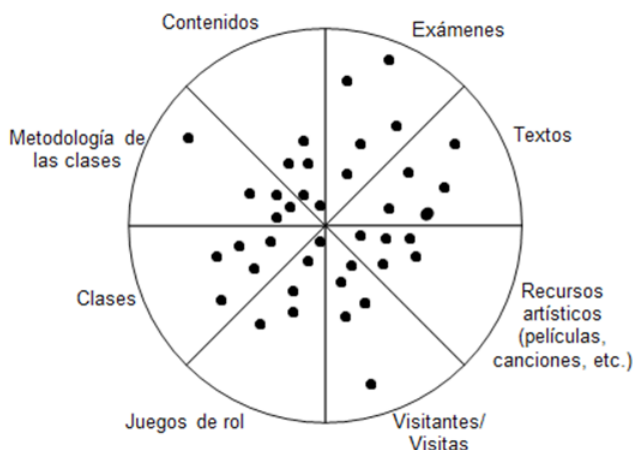 Contenidos
Exámenes
Metodología de
las clases
Textos
Clases
Recursos
artísticos
(películas,
canciones, etc.)
Juegos de rol
Visitantes/
Visitas